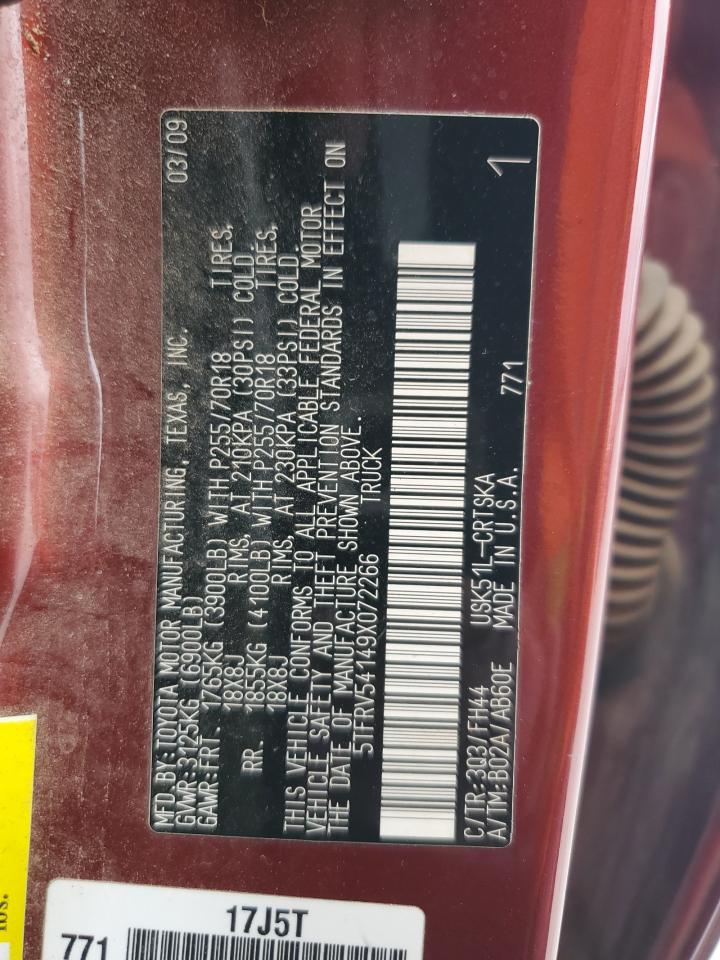 MFD.BY:TOYOTA MOTOR MANUFACTURING, TEXAS, INC. 03/09
GVWR:3125KG (6900LB)
GAWR:FRT. 1765KG (3900LB) WITH P255/70R18 TIRES,
18X8J RIMS, AT 210KPA (30PSI) COLD.
RR. 1855KG (4100LB) WITH P255/70R18 TIRES,
18X8J RIMS, AT 230KPA (33PSI) COLD.
THIS VEHICLE CONFORMS TO ALL APPLICABLE FEDERAL MOTOR
VEHICLE SAFETY AND THEFT PREVENTION STANDARDS IN EFFECT ON
THE DATE OF MANUFACTURE SHOWN ABOVE.
5TFRV54149X072266 TRUCK
C/TR:3Q3/FH44 USK51L-CRTSKA 771 1
A/TM:B02A/AB60E MADE IN U.S.A.
lbs.
17J5T
771